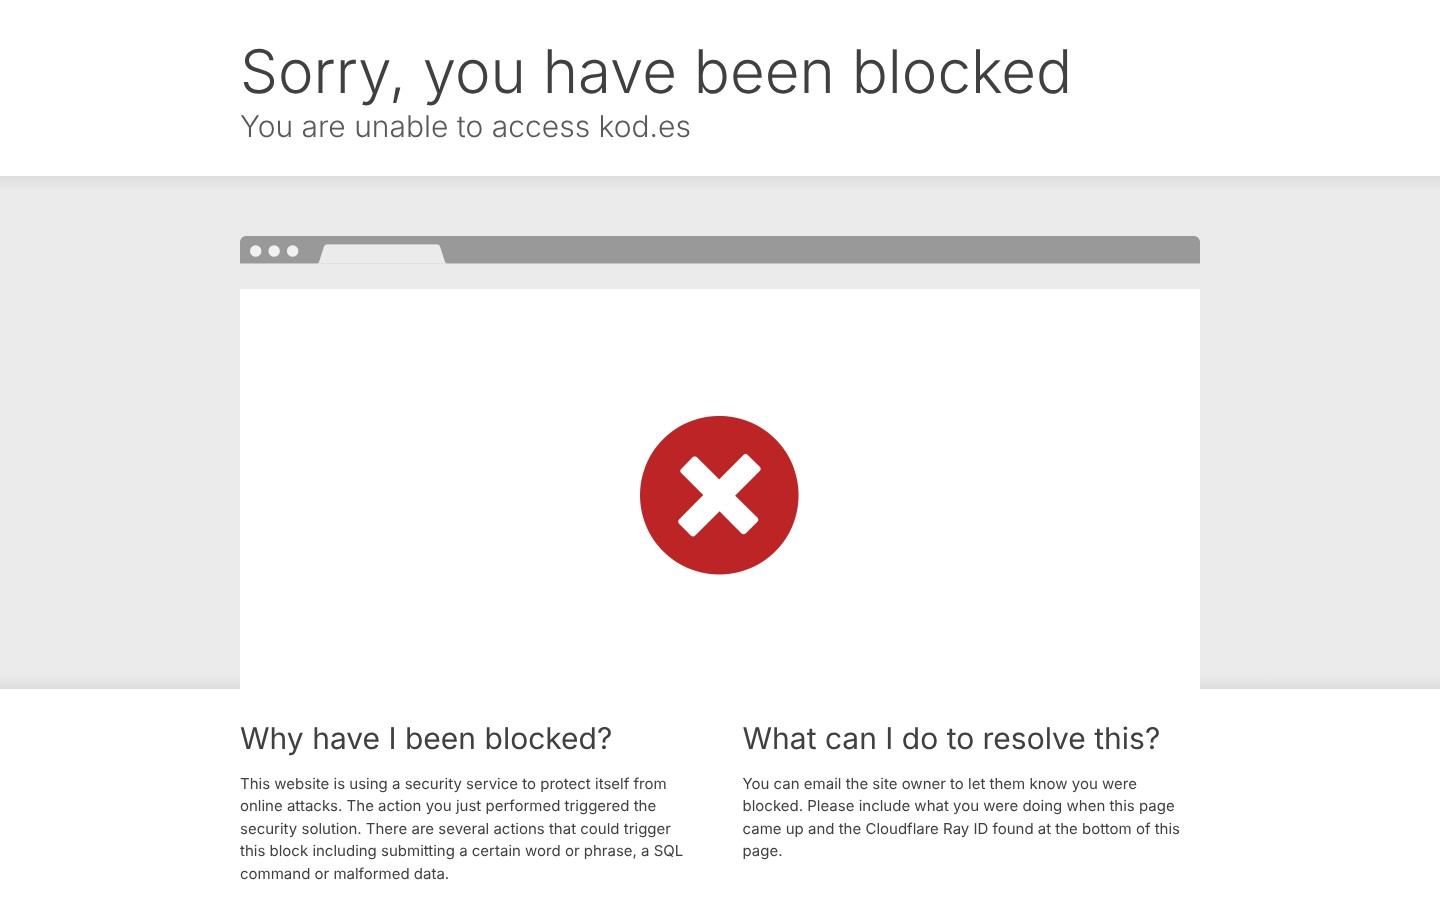 Sorry, you have been blocked
You are unable to access kod.es
Why have I been blocked?
This website is using a security service to protect itself from
online attacks. The action you just performed triggered the
security solution. There are several actions that could trigger
this block including submitting a certain word or phrase, a SQL
command or malformed data.
What can I do to resolve this?
You can email the site owner to let them know you were
blocked. Please include what you were doing when this page
came up and the Cloudflare Ray ID found at the bottom of this
page.